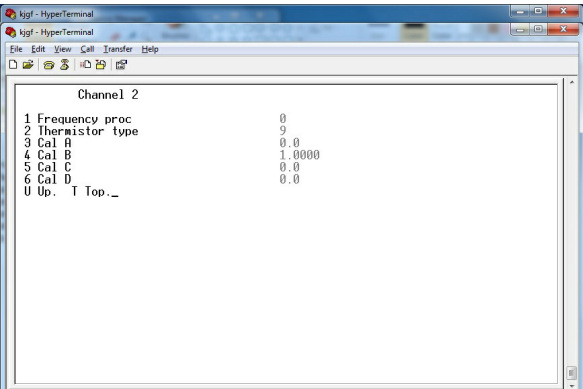 kjgf - HyperTerminal
kjgf - HyperTerminal
File Edit View Call Transfer Help
Channel 2
1 Frequency proc 0
2 Thermistor type 9
3 Cal A 0.0
4 Cal B 1.0000
5 Cal C 0.0
6 Cal D 0.0
U Up. T Top._